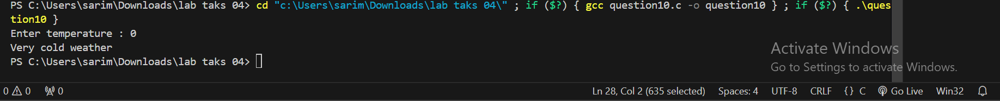 PS C:\Users\sarim\Downloads\lab taks 04> cd "c:\Users\sarim\Downloads\lab taks 04\" ; if ($?) { gcc question10.c -o question10 } ; if ($?) { .\ques
tion10 }
Enter temperature : 0
Very cold weather
PS C:\Users\sarim\Downloads\lab taks 04>
Activate Windows
Go to Settings to activate Windows.
0 0 0 Ln 28, Col 2 (635 selected) Spaces: 4 UTF-8 CRLF {} C Go Live Win32